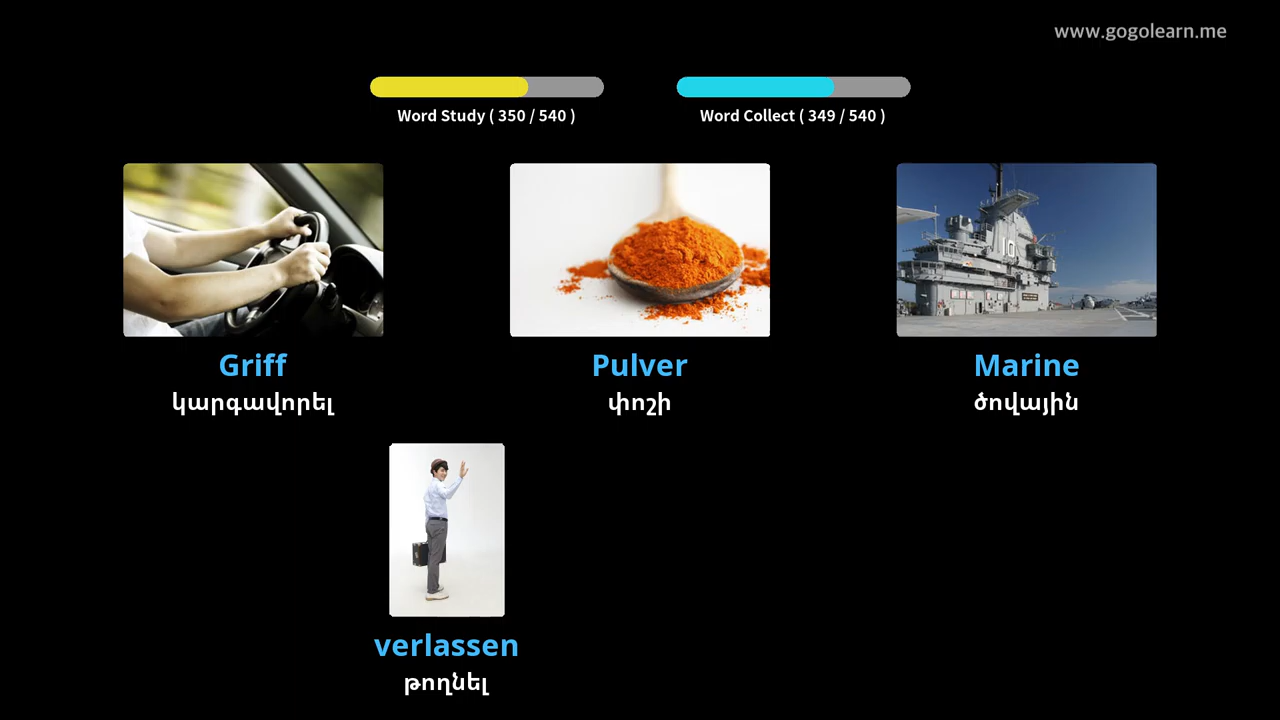 www.gogolearn.me
Word Study ( 350 / 540 )
Word Collect ( 349 / 540 )
Griff
կարգավորել
Pulver
փոշի
Marine
ծովային
10
verlassen
թողնել